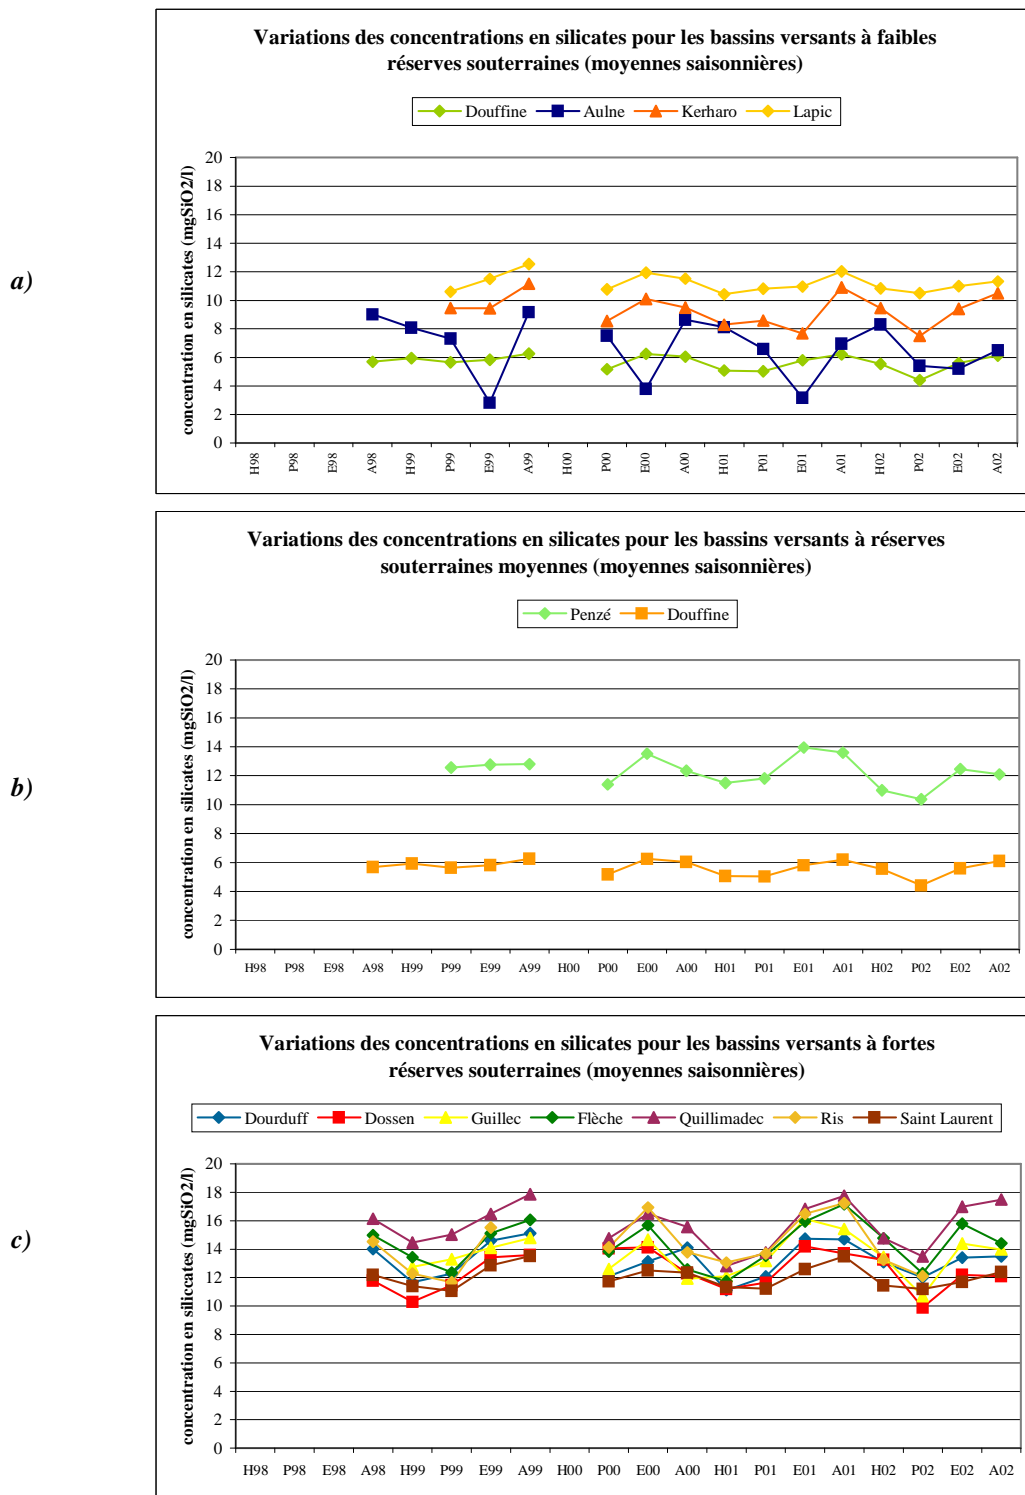 Variations des concentrations en silicates pour les bassins versants à faibles
réserves souterraines (moyennes saisonnières)
Douffine Aulne Kerharo Lapic
concentration en silicates (mgSiO2/l)
20
18
16
14
12
10
8
6
4
2
0
H98 P98 E98 A98 H99 P99 E99 A99 H00 P00 E00 A00 H01 P01 E01 A01 H02 P02 E02 A02
a)
Variations des concentrations en silicates pour les bassins versants à réserves
souterraines moyennes (moyennes saisonnières)
Penzé Douffine
concentration en silicates (mgSiO2/l)
20
18
16
14
12
10
8
6
4
2
0
H98 P98 E98 A98 H99 P99 E99 A99 H00 P00 E00 A00 H01 P01 E01 A01 H02 P02 E02 A02
b)
Variations des concentrations en silicates pour les bassins versants à fortes
réserves souterraines (moyennes saisonnières)
Dourduff Dossen Guillec Flèche Quillimadec Ris Saint Laurent
concentration en silicates (mgSiO2/l)
20
18
16
14
12
10
8
6
4
2
0
H98 P98 E98 A98 H99 P99 E99 A99 H00 P00 E00 A00 H01 P01 E01 A01 H02 P02 E02 A02
c)